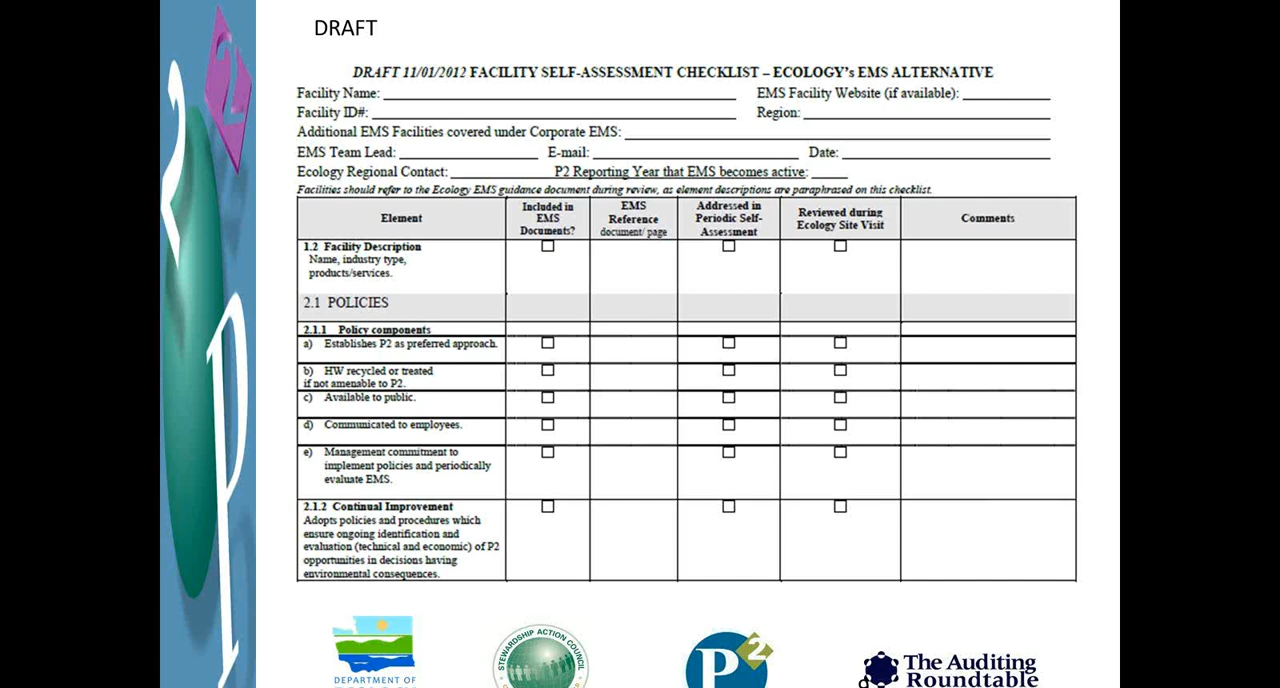 DRAFT
DRAFT 11/01/2012 FACILITY SELF-ASSESSMENT CHECKLIST – ECOLOGY's EMS ALTERNATIVE
Facility Name: EMS Facility Website (if available):
Facility ID#: Region:
Additional EMS Facilities covered under Corporate EMS:
EMS Team Lead: E-mail: Date:
Ecology Regional Contact: P2 Reporting Year that EMS becomes active:
Facilities should refer to the Ecology EMS guidance document during review, as element descriptions are paraphrased on this checklist.
Element
Included in
EMS
Documents?
EMS
Reference
document/ page
Addressed in
Periodic Self-
Assessment
Reviewed during
Ecology Site Visit
Comments
1.2 Facility Description
Name, industry type,
products/services.
2.1 POLICIES
2.1.1 Policy components
a) Establishes P2 as preferred approach.
b) HW recycled or treated
if not amenable to P2.
c) Available to public.
d) Communicated to employees.
e) Management commitment to
implement policies and periodically
evaluate EMS.
2.1.2 Continual Improvement
Adopts policies and procedures which
ensure ongoing identification and
evaluation (technical and economic) of P2
opportunities in decisions having
environmental consequences.
2
2
P
DEPARTMENT OF
STEWARDSHIP ACTION COUNCIL
P2
The Auditing
Roundtable